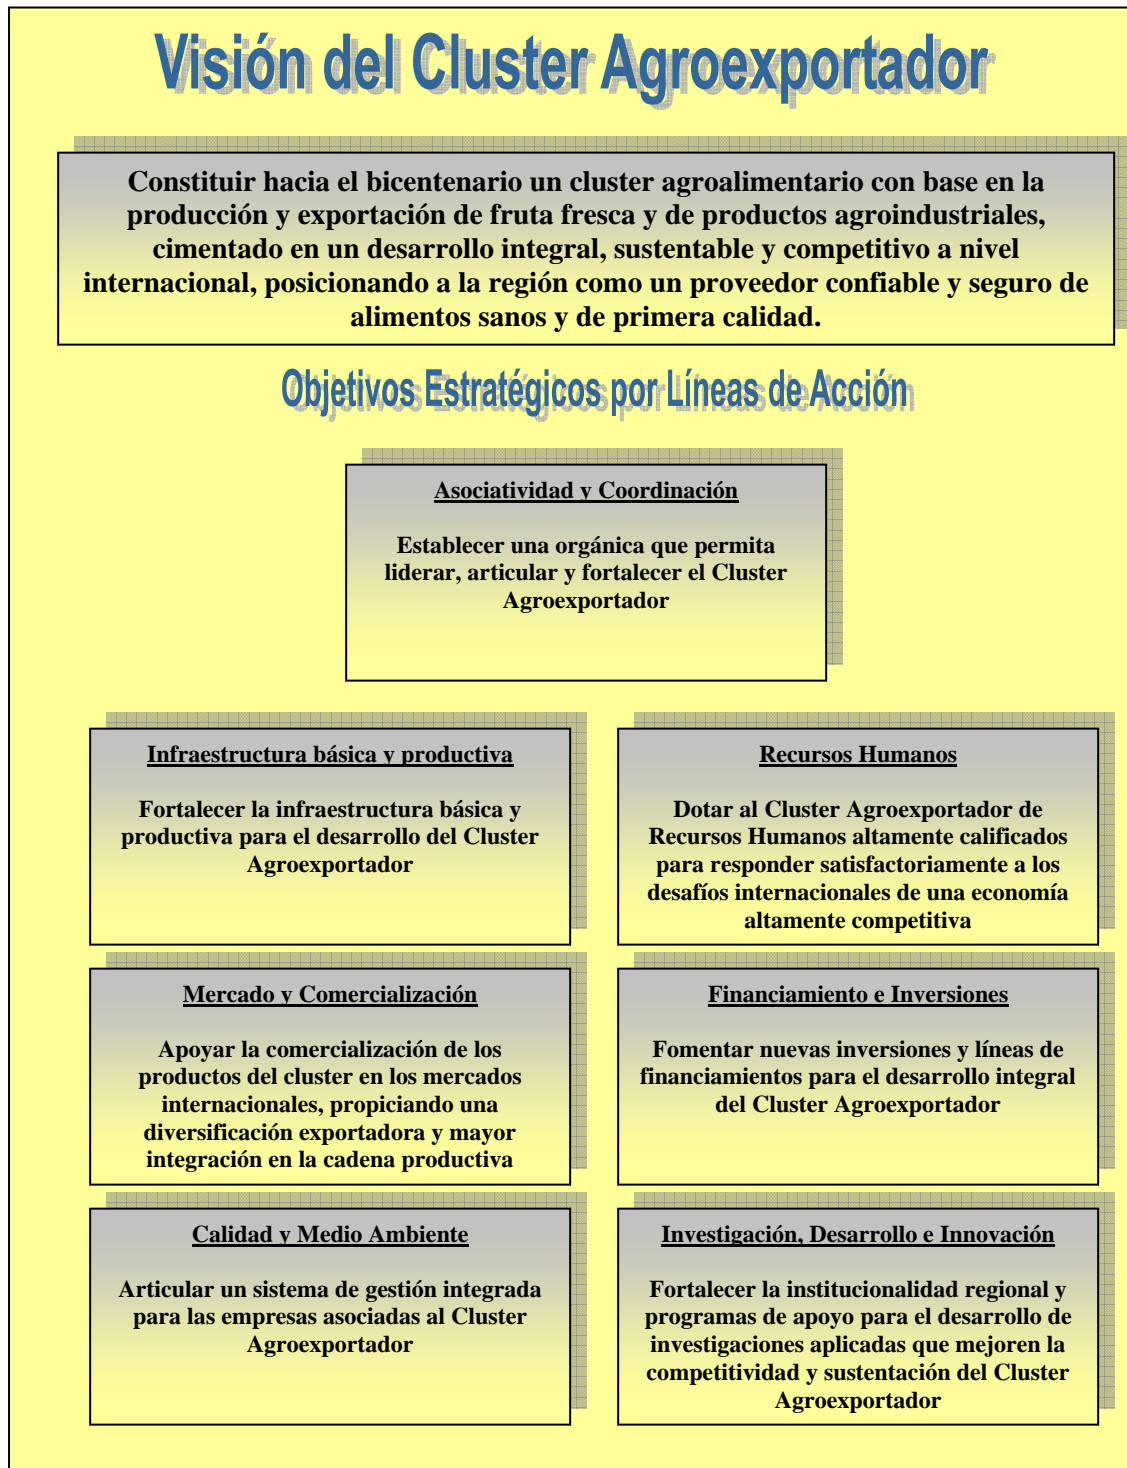 Visión del Cluster Agroexportador
Constituir hacia el bicentenario un cluster agroalimentario con base en la
producción y exportación de fruta fresca y de productos agroindustriales,
cimentado en un desarrollo integral, sustentable y competitivo a nivel
internacional, posicionando a la región como un proveedor confiable y seguro de
alimentos sanos y de primera calidad.
Objetivos Estratégicos por Líneas de Acción
Asociatividad y Coordinación
Establecer una orgánica que permita
liderar, articular y fortalecer el Cluster
Agroexportador
Infraestructura básica y productiva
Fortalecer la infraestructura básica y
productiva para el desarrollo del Cluster
Agroexportador
Recursos Humanos
Dotar al Cluster Agroexportador de
Recursos Humanos altamente calificados
para responder satisfactoriamente a los
desafíos internacionales de una economía
altamente competitiva
Mercado y Comercialización
Apoyar la comercialización de los
productos del cluster en los mercados
internacionales, propiciando una
diversificación exportadora y mayor
integración en la cadena productiva
Financiamiento e Inversiones
Fomentar nuevas inversiones y líneas de
financiamientos para el desarrollo integral
del Cluster Agroexportador
Calidad y Medio Ambiente
Articular un sistema de gestión integrada
para las empresas asociadas al Cluster
Agroexportador
Investigación, Desarrollo e Innovación
Fortalecer la institucionalidad regional y
programas de apoyo para el desarrollo de
investigaciones aplicadas que mejoren la
competitividad y sustentación del Cluster
Agroexportador